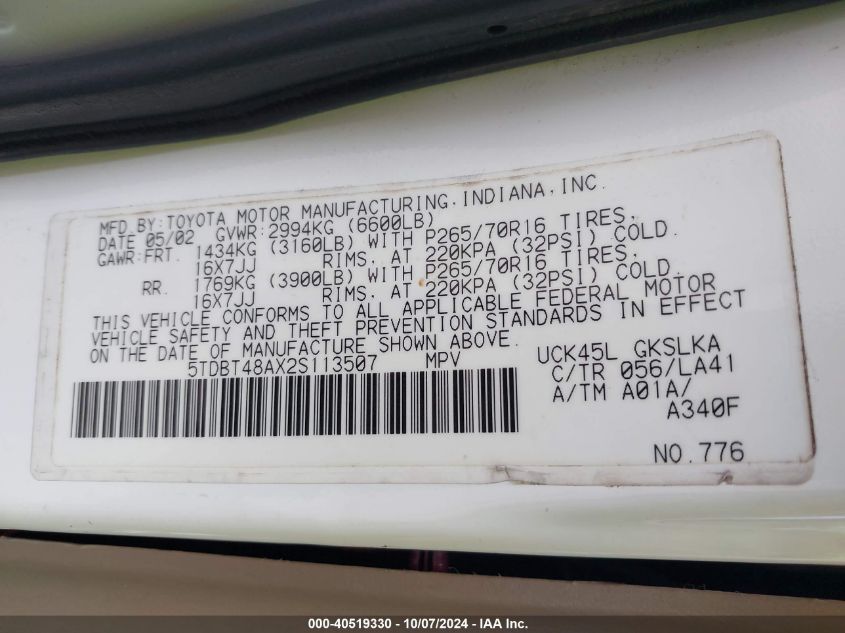 MFD.BY:TOYOTA MOTOR MANUFACTURING,INDIANA,INC.
DATE 05/02 GVWR:2994KG (6600LB)
GAWR:FRT. 1434KG (3160LB) WITH P265/70R16 TIRES,
16X7JJ RIMS, AT 220KPA (32PSI) COLD.
RR. 1769KG (3900LB) WITH P265/70R16 TIRES,
16X7JJ RIMS, AT 220KPA (32PSI) COLD.
THIS VEHICLE CONFORMS TO ALL APPLICABLE FEDERAL MOTOR
VEHICLE SAFETY AND THEFT PREVENTION STANDARDS IN EFFECT
ON THE DATE OF MANUFACTURE SHOWN ABOVE.
5TDBT48AX2S113507 MPV
UCK45L GKSLKA
C/TR 056/LA41
A/TM A01A/
A340F
NO.776
000-40519330 - 10/07/2024 - IAA Inc.